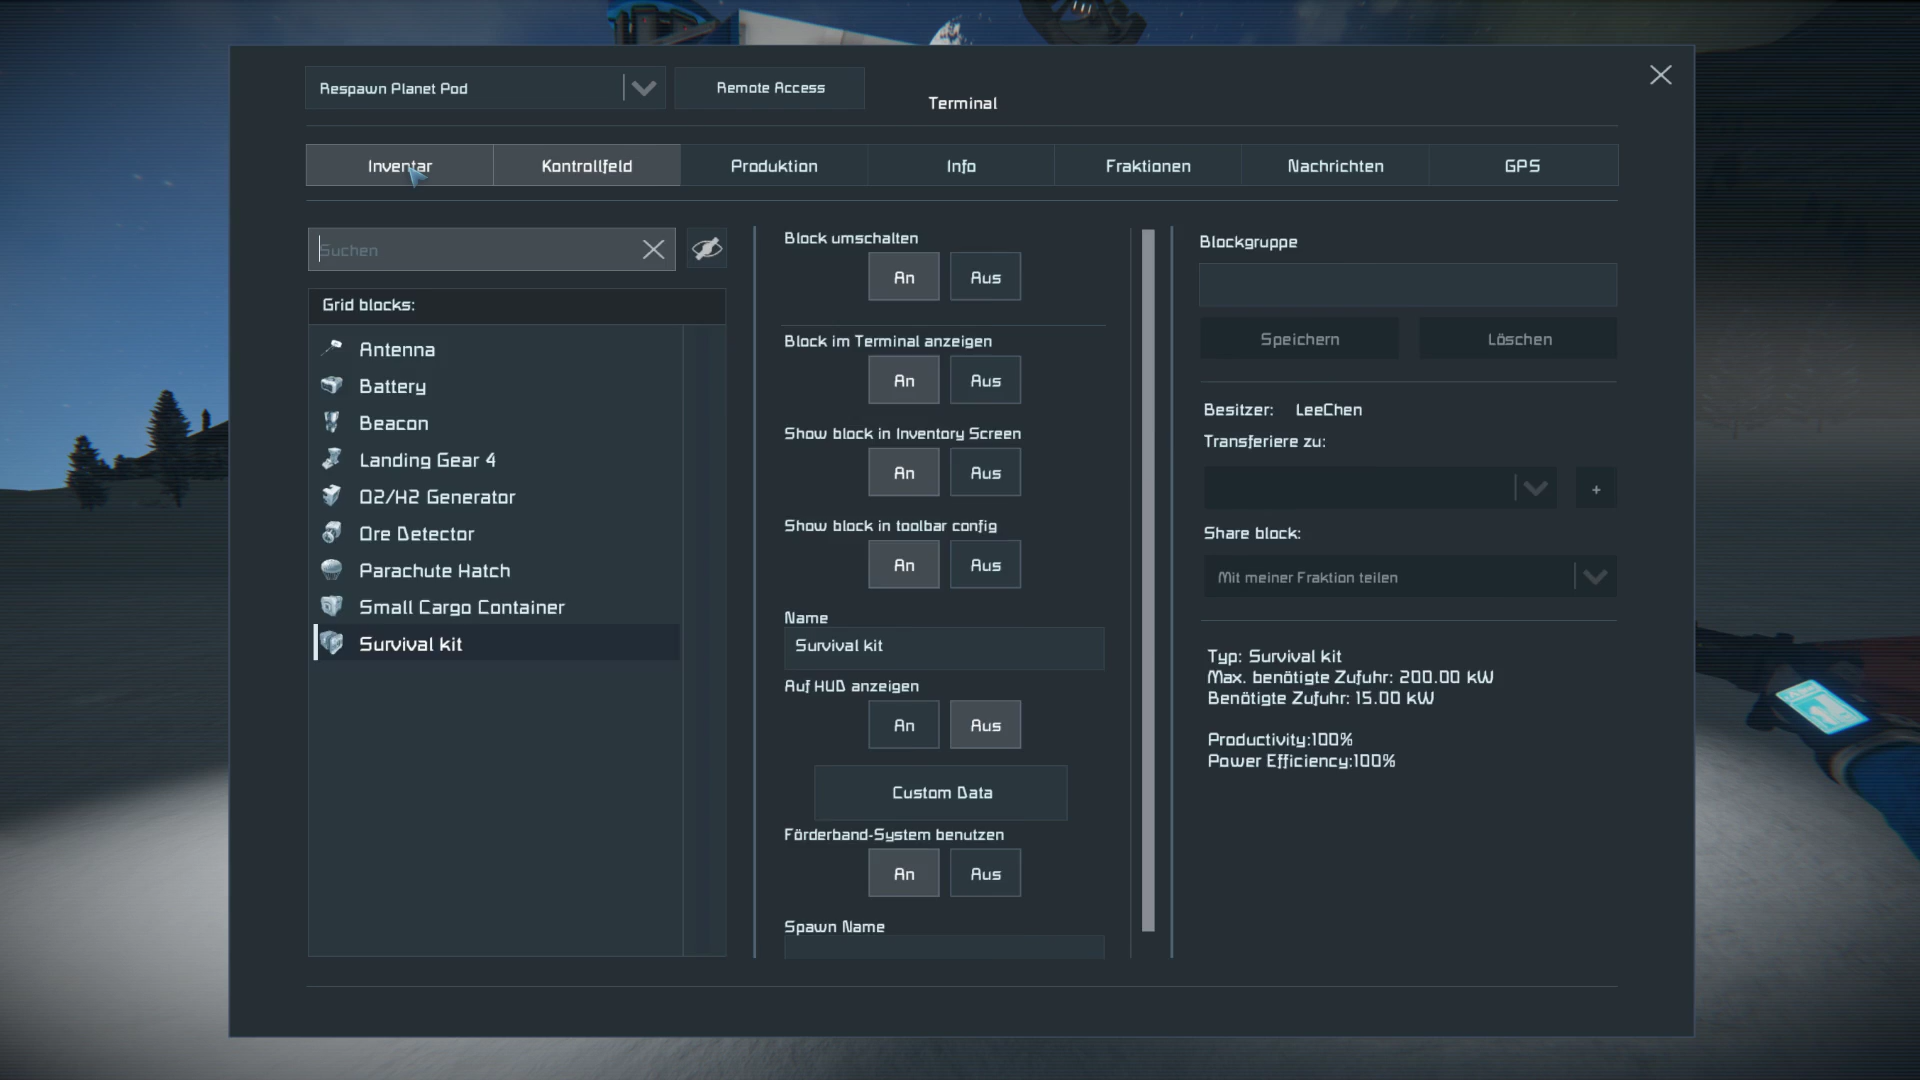 Respawn Planet Pod
Remote Access
Terminal
Inventar
Kontrollfeld
Produktion
Info
Fraktionen
Nachrichten
GPS
Suchen
Grid blocks:
Antenna
Battery
Beacon
Landing Gear 4
O2/H2 Generator
Ore Detector
Parachute Hatch
Small Cargo Container
Survival kit
Block umschalten
An Aus
Block im Terminal anzeigen
An Aus
Show block in Inventory Screen
An Aus
Show block in toolbar config
An Aus
Name
Survival kit
Auf HUD anzeigen
An Aus
Custom Data
Förderband-System benutzen
An Aus
Spawn Name
Blockgruppe
Speichern Löschen
Besitzer: LeeChen
Transferiere zu:
+
Share block:
Mit meiner Fraktion teilen
Typ: Survival kit
Max. benötigte Zufuhr: 200.00 kW
Benötigte Zufuhr: 15.00 kW
Productivity:100%
Power Efficiency:100%